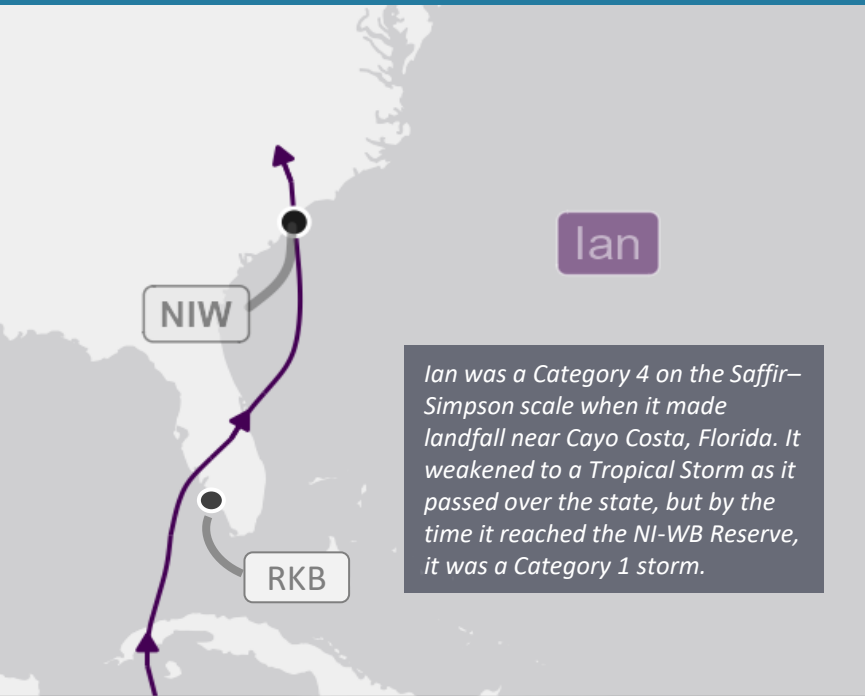 Ian
NIW
Ian was a Category 4 on the Saffir–
Simpson scale when it made
landfall near Cayo Costa, Florida. It
weakened to a Tropical Storm as it
passed over the state, but by the
time it reached the NI-WB Reserve,
it was a Category 1 storm.
RKB